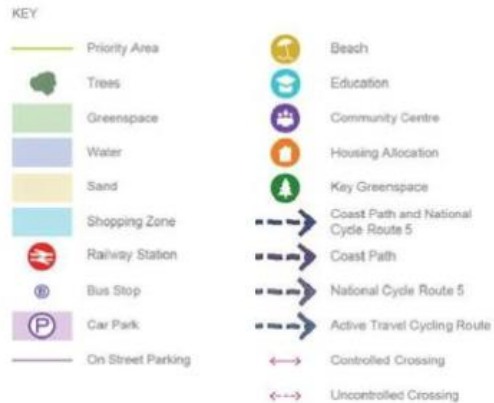 KEY
Priority Area
Trees
Greenspace
Water
Sand
Shopping Zone
Railway Station
B
Bus Stop
P
Car Park
On Street Parking
Beach
Education
Community Centre
Housing Allocation
Key Greenspace
Coast Path and National
Cycle Route 5
Coast Path
National Cycle Route 5
Active Travel Cycling Route
Controlled Crossing
Uncontrolled Crossing